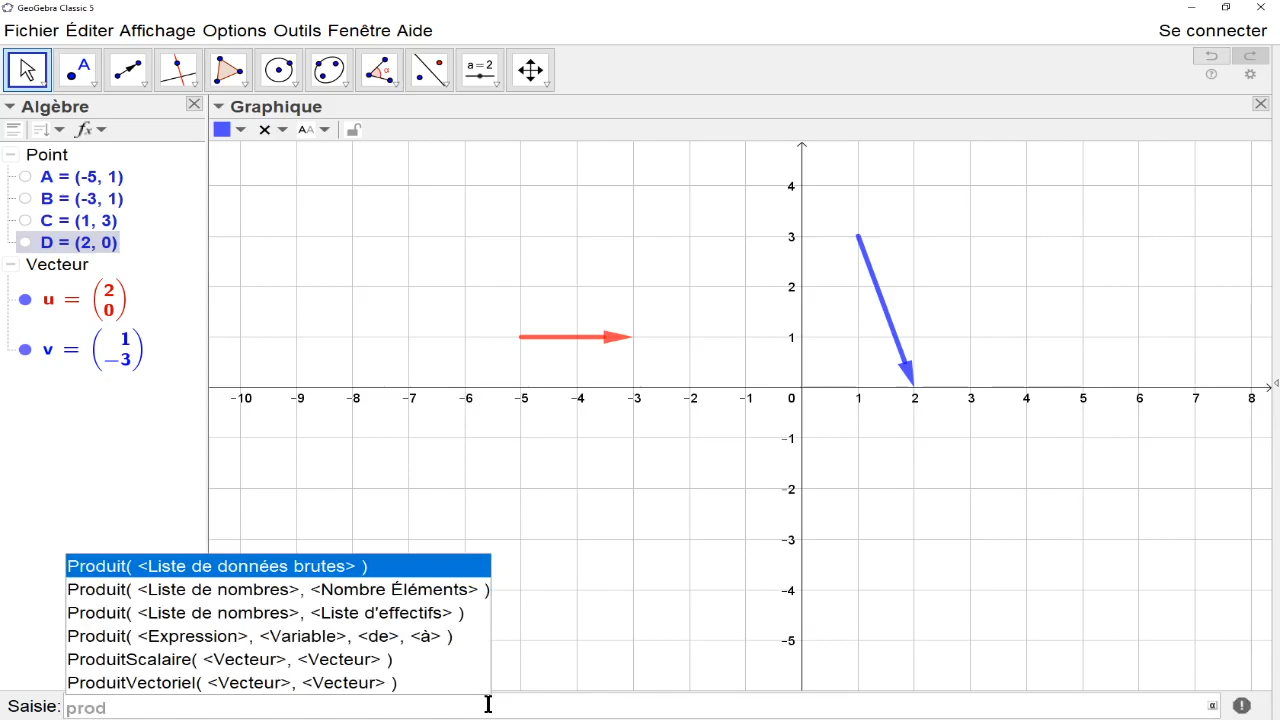 GeoGebra Classic 5
Fichier Éditer Affichage Options Outils Fenêtre Aide
Se connecter
A
α
a = 2
Algèbre
Graphique
fx
AA
Point
A = (-5, 1)
B = (-3, 1)
C = (1, 3)
D = (2, 0)
Vecteur
u = (2
0)
v = (1
−3)
4
3
2
1
−10 −9 −8 −7 −6 −5 −4 −3 −2 −1 0 1 2 3 4 5 6 7 8
−1
−2
−3
−4
−5
Produit( <Liste de données brutes> )
Produit( <Liste de nombres>, <Nombre Éléments> )
Produit( <Liste de nombres>, <Liste d'effectifs> )
Produit( <Expression>, <Variable>, <de>, <à> )
ProduitScalaire( <Vecteur>, <Vecteur> )
ProduitVectoriel( <Vecteur>, <Vecteur> )
Saisie: prod
α